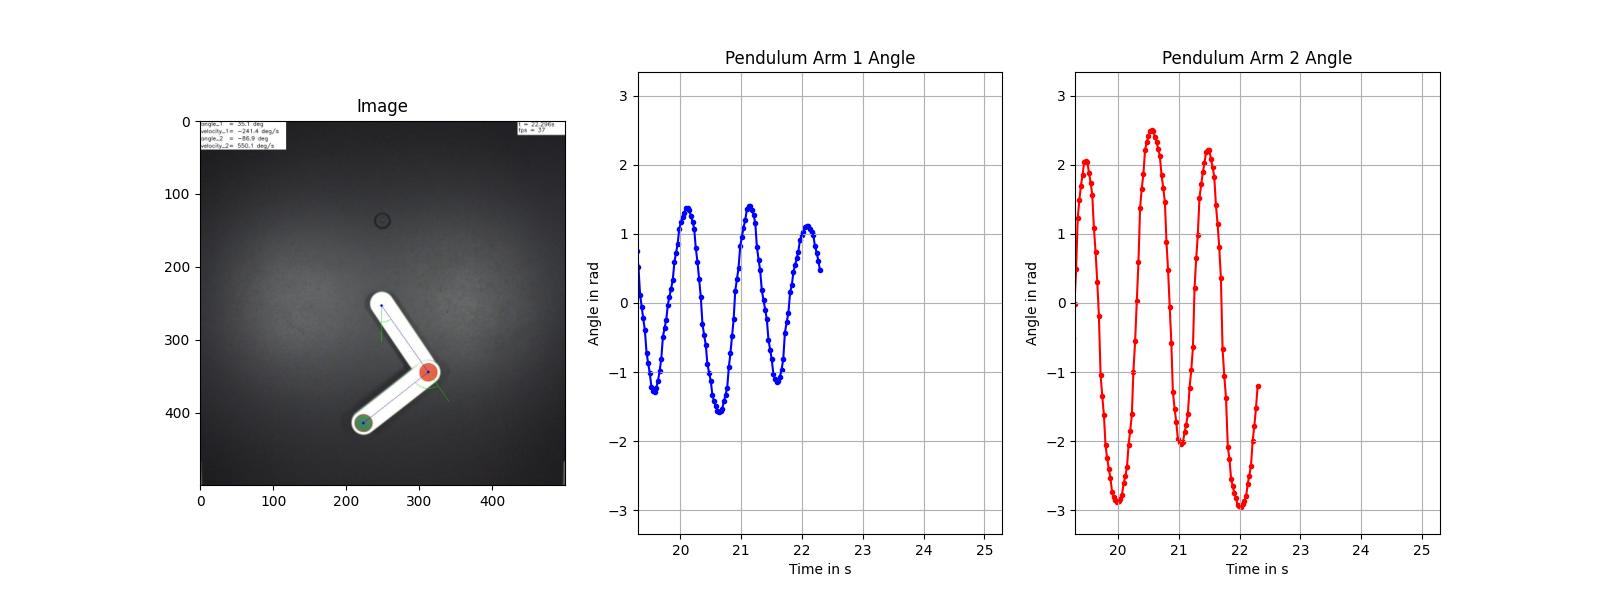 Image
Pendulum Arm 1 Angle
Pendulum Arm 2 Angle
angle_1 = 35.1 deg
velocity_1= -241.4 deg/s
angle_2 = -86.9 deg
velocity_2= 550.1 deg/s
t = 22.296s
fps = 37
0
100
200
300
400
0
100
200
300
400
Angle in rad
3
2
1
0
−1
−2
−3
20
21
22
23
24
25
Time in s
Angle in rad
3
2
1
0
−1
−2
−3
20
21
22
23
24
25
Time in s